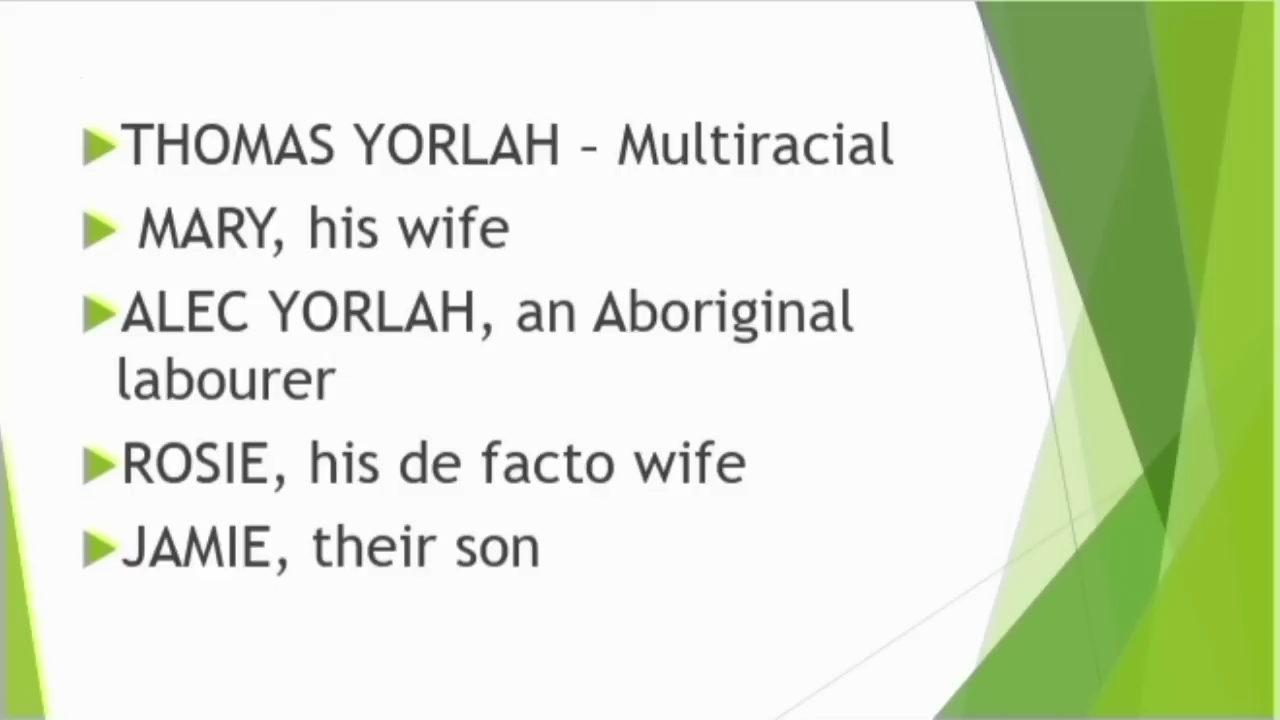 THOMAS YORLAH – Multiracial
MARY, his wife
ALEC YORLAH, an Aboriginal
labourer
ROSIE, his de facto wife
JAMIE, their son